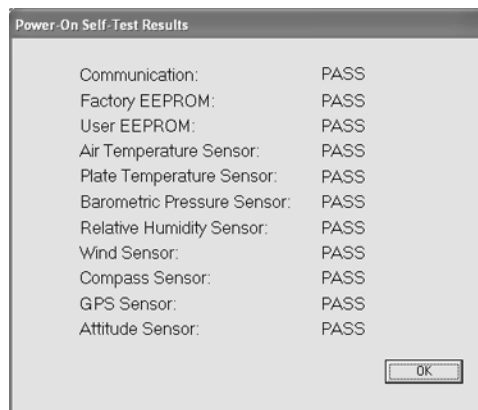 Power-On Self-Test Results
Communication: PASS
Factory EEPROM: PASS
User EEPROM: PASS
Air Temperature Sensor: PASS
Plate Temperature Sensor: PASS
Barometric Pressure Sensor: PASS
Relative Humidity Sensor: PASS
Wind Sensor: PASS
Compass Sensor: PASS
GPS Sensor: PASS
Attitude Sensor: PASS
OK